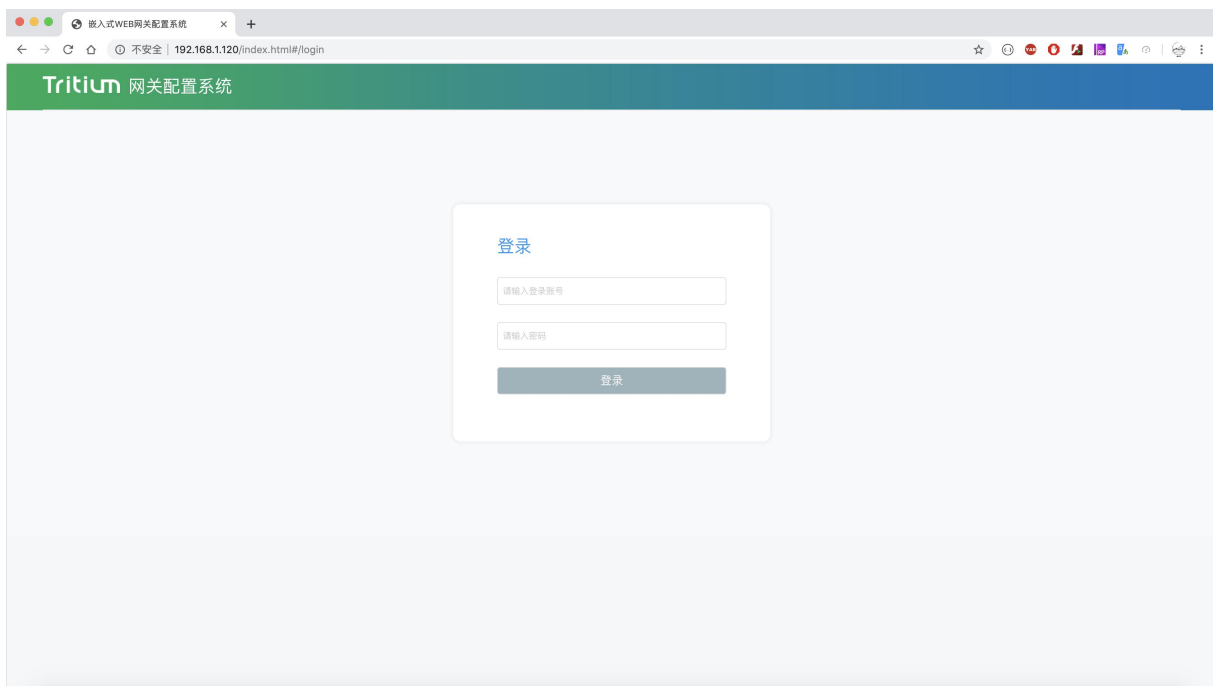 嵌入式WEB网关配置系统
不安全 | 192.168.1.120/index.html#/login
Tritium 网关配置系统
登录
请输入登录账号
请输入密码
登录